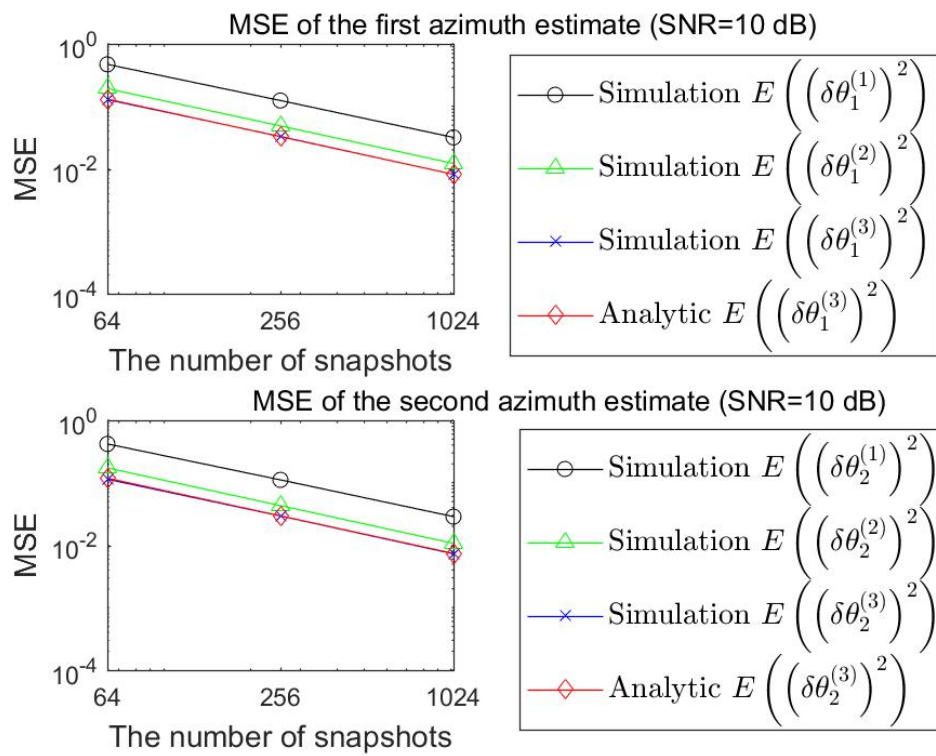 MSE of the first azimuth estimate (SNR=10 dB)
10^0
10^{-2}
10^{-4}
MSE
64 256 1024
The number of snapshots
Simulation E((δθ_1^{(1)})^2)
Simulation E((δθ_1^{(2)})^2)
Simulation E((δθ_1^{(3)})^2)
Analytic E((δθ_1^{(3)})^2)
MSE of the second azimuth estimate (SNR=10 dB)
10^0
10^{-2}
10^{-4}
MSE
64 256 1024
The number of snapshots
Simulation E((δθ_2^{(1)})^2)
Simulation E((δθ_2^{(2)})^2)
Simulation E((δθ_2^{(3)})^2)
Analytic E((δθ_2^{(3)})^2)